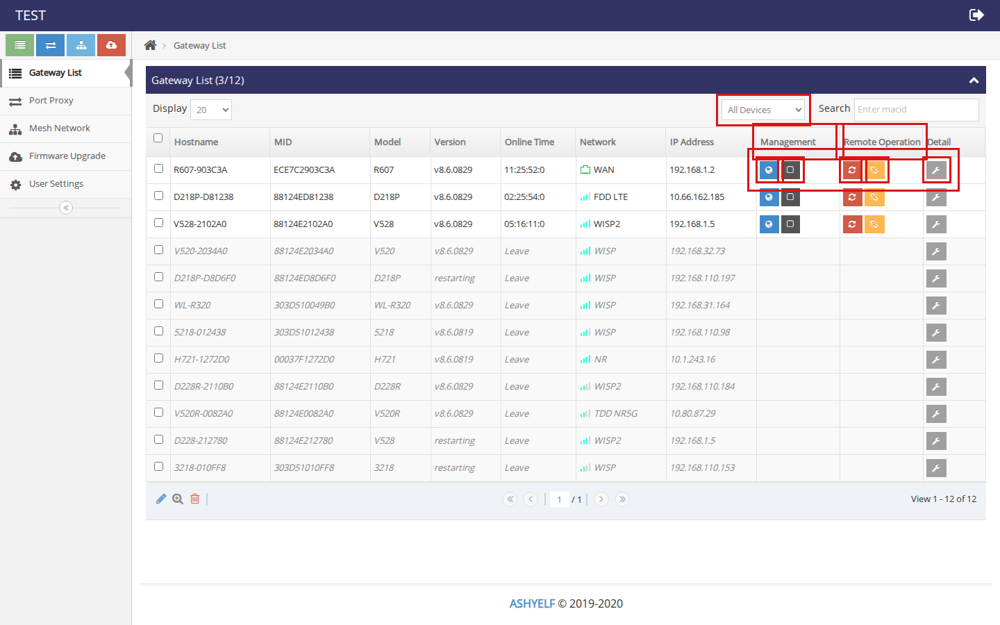 TEST
Gateway List
Gateway List
Port Proxy
Mesh Network
Firmware Upgrade
User Settings
Gateway List (3/12)
Display 20 All Devices Search Enter macid
Hostname MID Model Version Online Time Network IP Address Management Remote Operation Detail
R607-903C3A ECE7C2903C3A R607 v8.6.0829 11:25:52:0 WAN 192.168.1.2
D218P-D81238 88124ED81238 D218P v8.6.0829 02:25:54:0 FDD LTE 10.66.162.185
V528-2102A0 88124E2102A0 V528 v8.6.0829 05:16:11:0 WISP2 192.168.1.5
V520-2034A0 88124E2034A0 V520 v8.6.0829 Leave WISP 192.168.32.73
D218P-D8D6F0 88124ED8D6F0 D218P restarting Leave WISP 192.168.110.197
WL-R320 303D510049B0 WL-R320 v8.6.0829 Leave WISP 192.168.31.164
5218-012438 303D51012438 5218 v8.6.0829 Leave WISP 192.168.110.98
H721-1272D0 00037F1272D0 H721 v8.6.0819 Leave NR 10.1.243.16
D228R-2110B0 88124E2110B0 D228R v8.6.0829 Leave WISP2 192.168.110.184
V520R-0082A0 88124E0082A0 V520R v8.6.0829 Leave TDD NR5G 10.80.87.29
D228-212780 88124E212780 V528 restarting Leave WISP2 192.168.1.5
3218-010FF8 303D51010FF8 3218 restarting Leave WISP 192.168.110.153
1 / 1 View 1 - 12 of 12
ASHYELF © 2019-2020